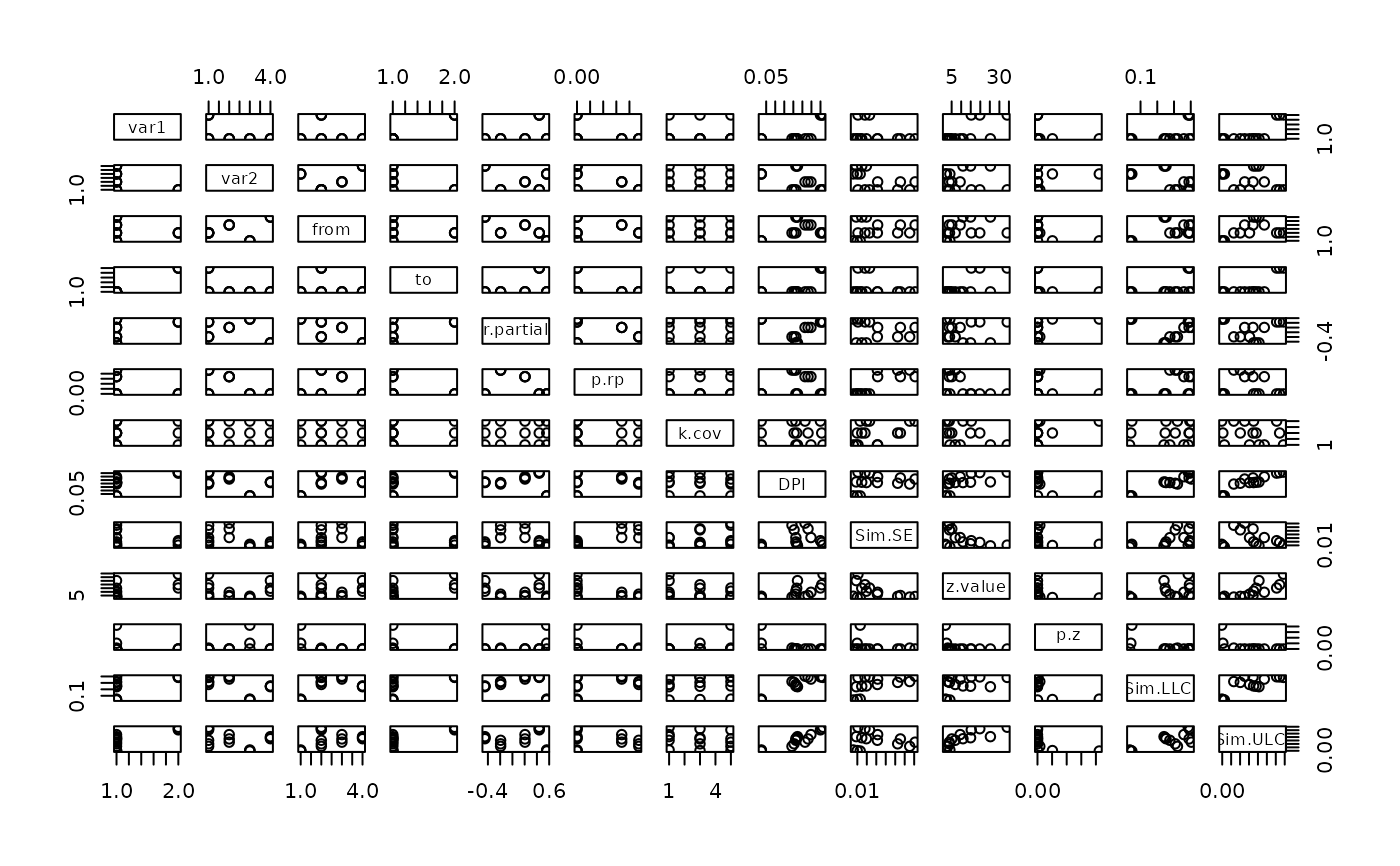 1.0 4.0 1.0 2.0 0.00 0.05 5 30 0.1
var1 1.0
1.0 var2
from 1.0
1.0 to
r.partial -0.4
0.00 p.rp
k.cov 1
0.05 DPI
Sim.SE 0.01
5 z.value
p.z 0.00
0.1 Sim.LLC
Sim.ULC 0.00
1.0 2.0 1.0 4.0 -0.4 0.6 1 4 0.01 0.00 0.00